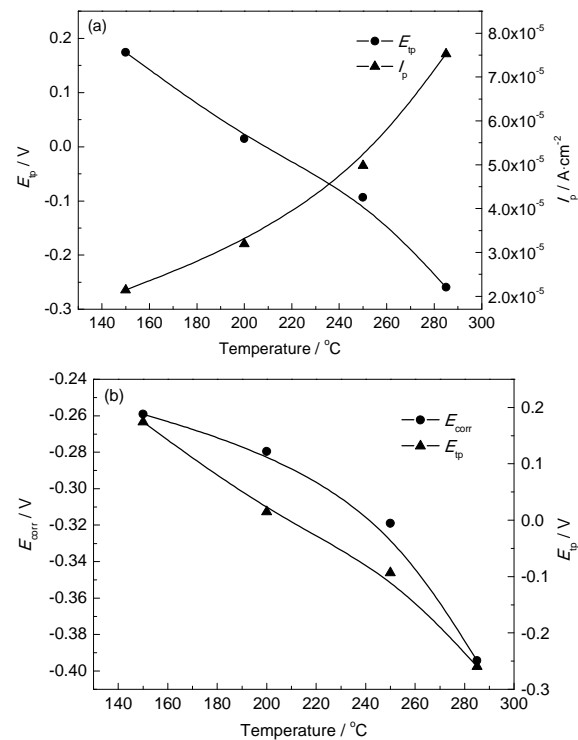 (a)
E_tp
I_p
0.2
0.1
0.0
-0.1
-0.2
-0.3
E_tp / V
8.0x10^-5
7.0x10^-5
6.0x10^-5
5.0x10^-5
4.0x10^-5
3.0x10^-5
2.0x10^-5
I_p / A·cm^-2
140 160 180 200 220 240 260 280 300
Temperature / °C
(b)
E_corr
E_tp
-0.24
-0.26
-0.28
-0.30
-0.32
-0.34
-0.36
-0.38
-0.40
E_corr / V
0.2
0.1
0.0
-0.1
-0.2
-0.3
E_tp / V
140 160 180 200 220 240 260 280 300
Temperature / °C